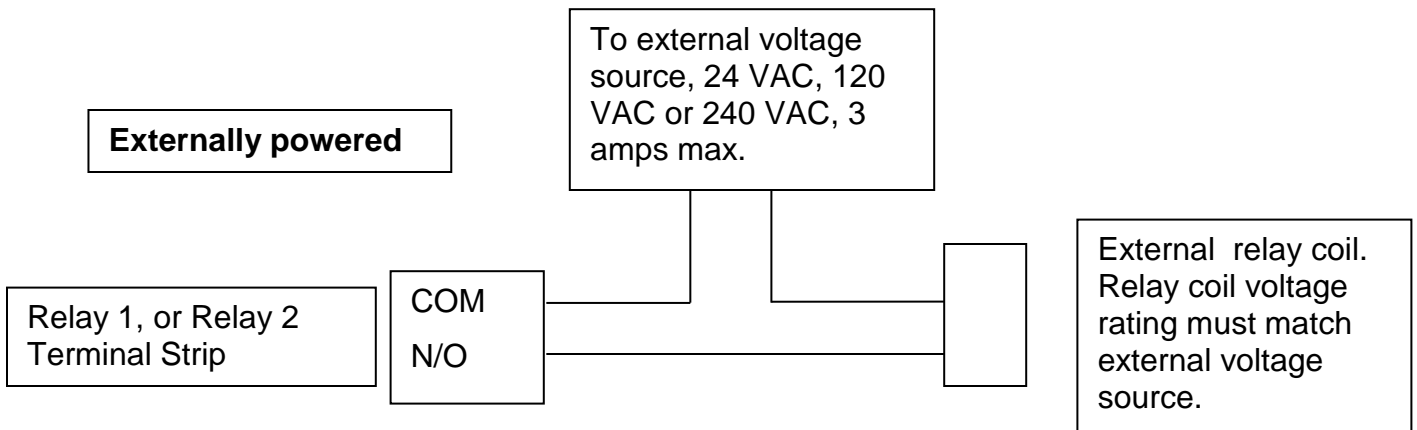 To external voltage
source, 24 VAC, 120
VAC or 240 VAC, 3
amps max.
Externally powered
External relay coil.
Relay coil voltage
rating must match
external voltage
source.
Relay 1, or Relay 2
Terminal Strip
COM
N/O